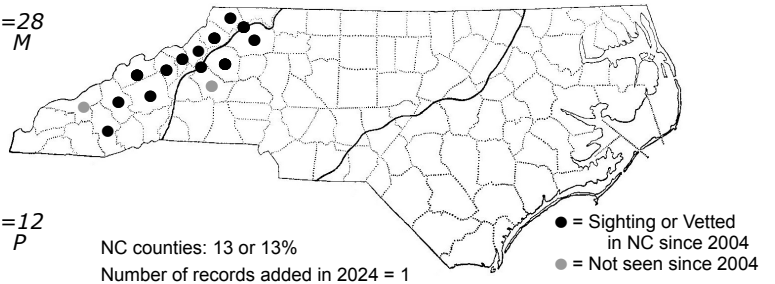 =28
M
=12
P
NC counties: 13 or 13%
Number of records added in 2024 = 1
= Sighting or Vetted
in NC since 2004
= Not seen since 2004